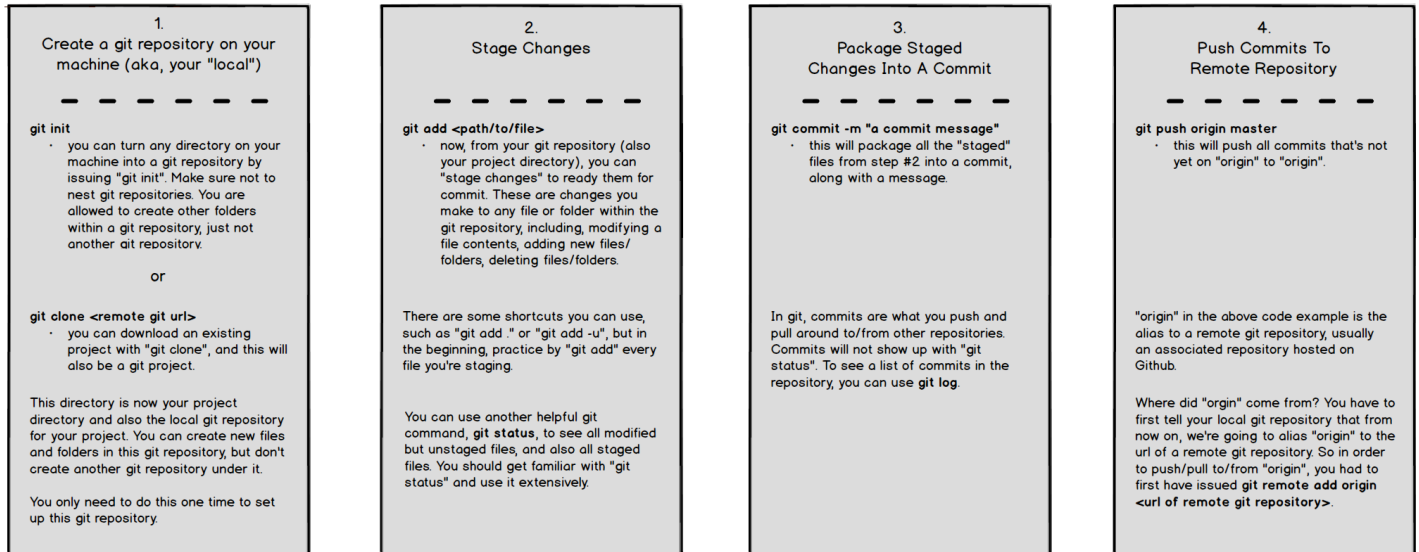 1.
Create a git repository on your
machine (aka, your "local")
git init
· you can turn any directory on your
machine into a git repository by
issuing "git init". Make sure not to
nest git repositories. You are
allowed to create other folders
within a git repository, just not
another git repository.
or
git clone <remote git url>
· you can download an existing
project with "git clone", and this will
also be a git project.
This directory is now your project
directory and also the local git repository
for your project. You can create new files
and folders in this git repository, but don't
create another git repository under it.
You only need to do this one time to set
up this git repository.
2.
Stage Changes
git add <path/to/file>
· now, from your git repository (also
your project directory), you can
"stage changes" to ready them for
commit. These are changes you
make to any file or folder within the
git repository, including, modifying a
file contents, adding new files/
folders, deleting files/folders.
There are some shortcuts you can use,
such as "git add ." or "git add -u", but in
the beginning, practice by "git add" every
file you're staging.
You can use another helpful git
command, git status, to see all modified
but unstaged files, and also all staged
files. You should get familiar with "git
status" and use it extensively.
3.
Package Staged
Changes Into A Commit
git commit -m "a commit message"
· this will package all the "staged"
files from step #2 into a commit,
along with a message.
In git, commits are what you push and
pull around to/from other repositories.
Commits will not show up with "git
status". To see a list of commits in the
repository, you can use git log.
4.
Push Commits To
Remote Repository
git push origin master
· this will push all commits that's not
yet on "origin" to "origin".
"origin" in the above code example is the
alias to a remote git repository, usually
an associated repository hosted on
Github.
Where did "orgin" come from? You have to
first tell your local git repository that from
now on, we're going to alias "origin" to the
url of a remote git repository. So in order
to push/pull to/from "origin", you had to
first have issued git remote add origin
<url of remote git repository>.